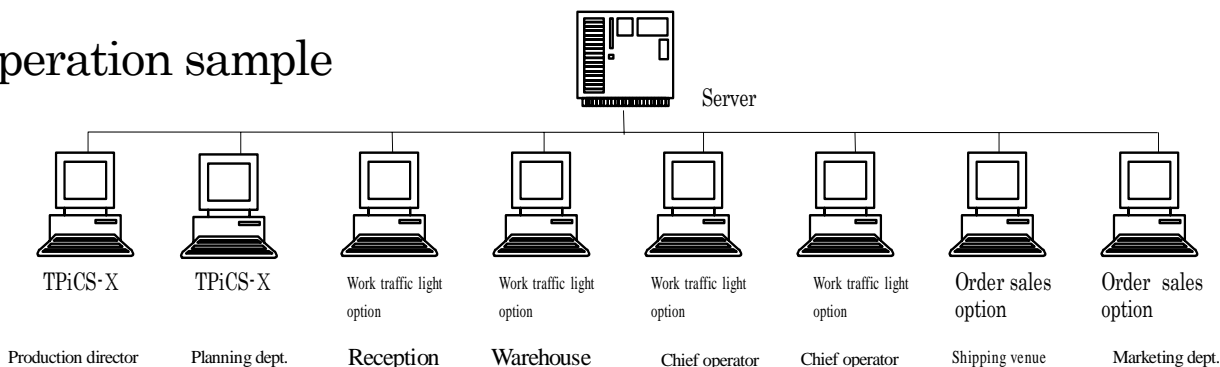 peration sample
Server
TPiCS-X
TPiCS-X
Work traffic light
option
Work traffic light
option
Work traffic light
option
Work traffic light
option
Order sales
option
Order sales
option
Production director
Planning dept.
Reception
Warehouse
Chief operator
Chief operator
Shipping venue
Marketing dept.